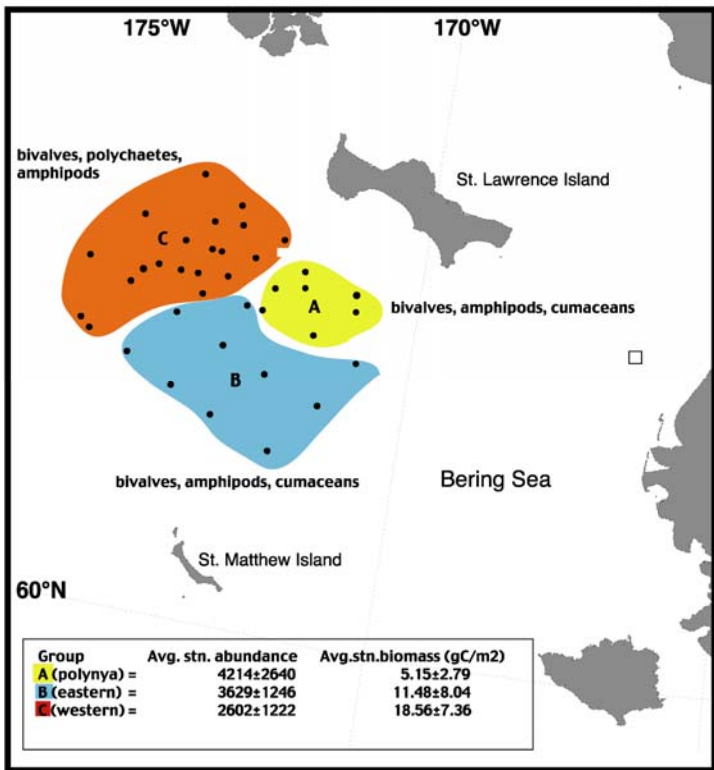 175°W 170°W
bivalves, polychaetes,
amphipods
St. Lawrence Island
C
A
bivalves, amphipods, cumaceans
B
bivalves, amphipods, cumaceans
Bering Sea
St. Matthew Island
60°N
Group Avg. stn. abundance Avg.stn.biomass (gC/m2)
A (polynya) = 4214±2640 5.15±2.79
B (eastern) = 3629±1246 11.48±8.04
C (western) = 2602±1222 18.56±7.36